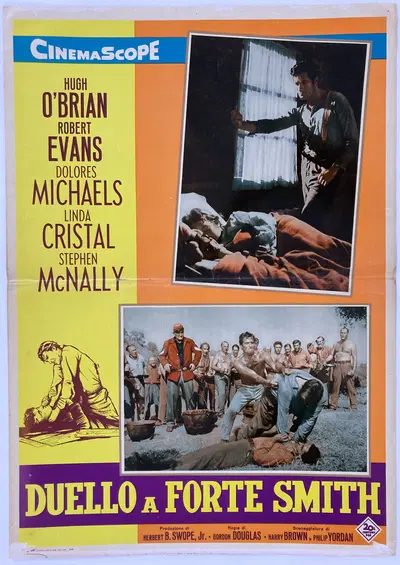 CINEMASCOPE
HUGH
O'BRIAN
ROBERT
EVANS
DOLORES
MICHAELS
LINDA
CRISTAL
STEPHEN
McNALLY
DUELLO A FORTE SMITH
Produzione di
HERBERT B. SWOPE, Jr.
Regia di
GORDON DOUGLAS
Sceneggiatura di
HARRY BROWN e PHILIP YORDAN
20